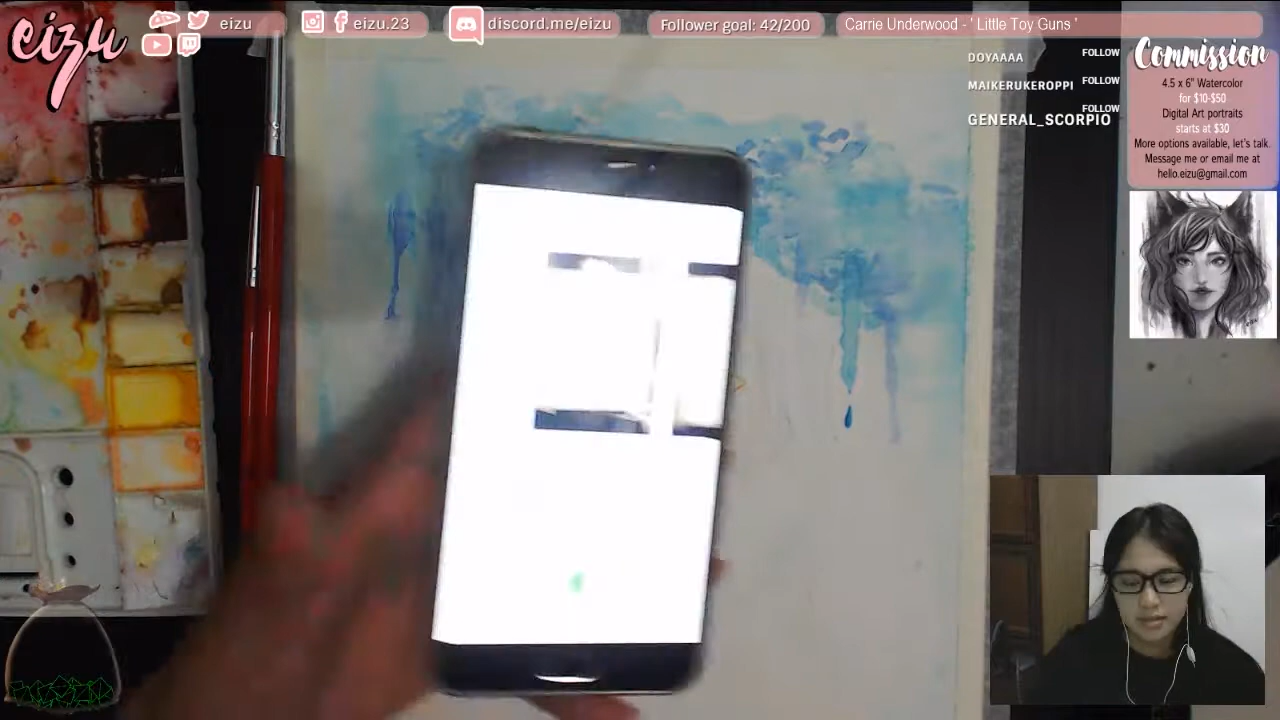 eizu
eizu
eizu.23
discord.me/eizu
Follower goal: 42/200
Carrie Underwood - ' Little Toy Guns '
DOYAAAA FOLLOW
MAIKERUKEROPPI FOLLOW
GENERAL_SCORPIO FOLLOW
Commission
4.5 x 6" Watercolor
for $10-$50
Digital Art portraits
starts at $30
More options available, let's talk.
Message me or email me at
hello.eizu@gmail.com